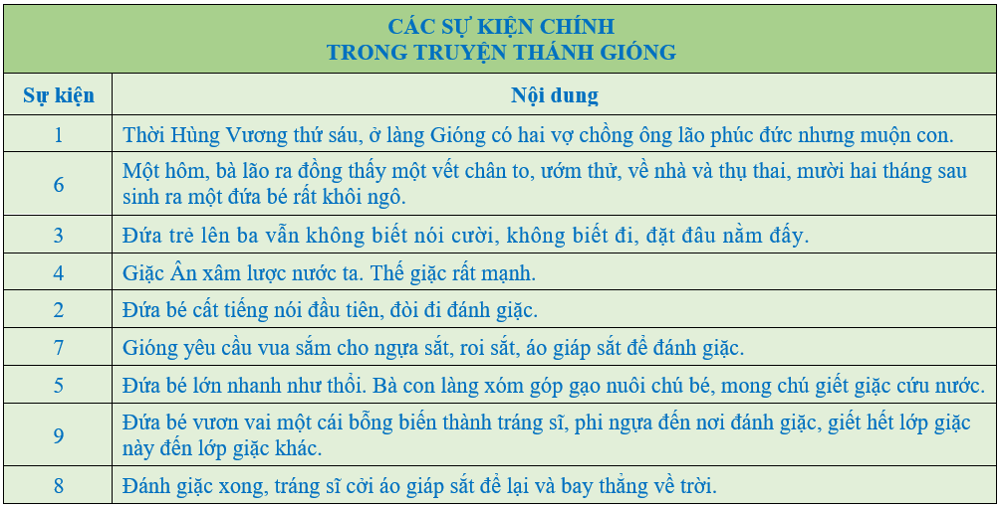 CÁC SỰ KIỆN CHÍNH
TRONG TRUYỆN THÁNH GIÓNG
Sự kiện Nội dung
1 Thời Hùng Vương thứ sáu, ở làng Gióng có hai vợ chồng ông lão phúc đức nhưng muộn con.
6 Một hôm, bà lão ra đồng thấy một vết chân to, ướm thử, về nhà và thụ thai, mười hai tháng sau
sinh ra một đứa bé rất khôi ngô.
3 Đứa trẻ lên ba vẫn không biết nói cười, không biết đi, đặt đâu nằm đấy.
4 Giặc Ân xâm lược nước ta. Thế giặc rất mạnh.
2 Đứa bé cất tiếng nói đầu tiên, đòi đi đánh giặc.
7 Gióng yêu cầu vua sắm cho ngựa sắt, roi sắt, áo giáp sắt để đánh giặc.
5 Đứa bé lớn nhanh như thổi. Bà con làng xóm góp gạo nuôi chú bé, mong chú giết giặc cứu nước.
9 Đứa bé vươn vai một cái bỗng biến thành tráng sĩ, phi ngựa đến nơi đánh giặc, giết hết lớp giặc
này đến lớp giặc khác.
8 Đánh giặc xong, tráng sĩ cởi áo giáp sắt để lại và bay thẳng về trời.